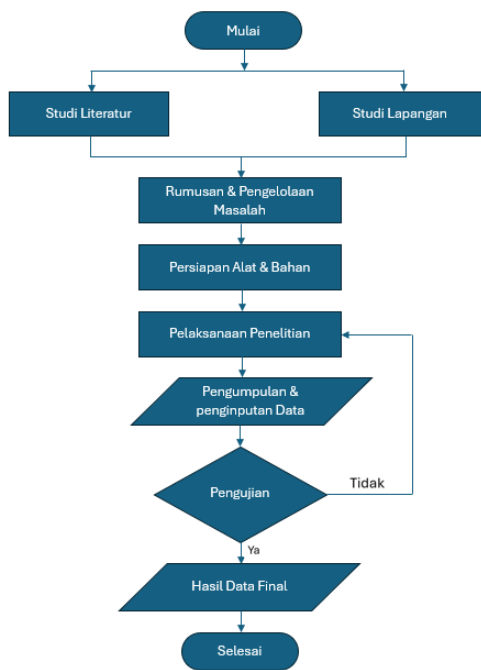 Mulai
Studi Literatur
Studi Lapangan
Rumusan & Pengelolaan
Masalah
Persiapan Alat & Bahan
Pelaksanaan Penelitian
Pengumpulan &
penginputan Data
Pengujian
Tidak
Ya
Hasil Data Final
Selesai